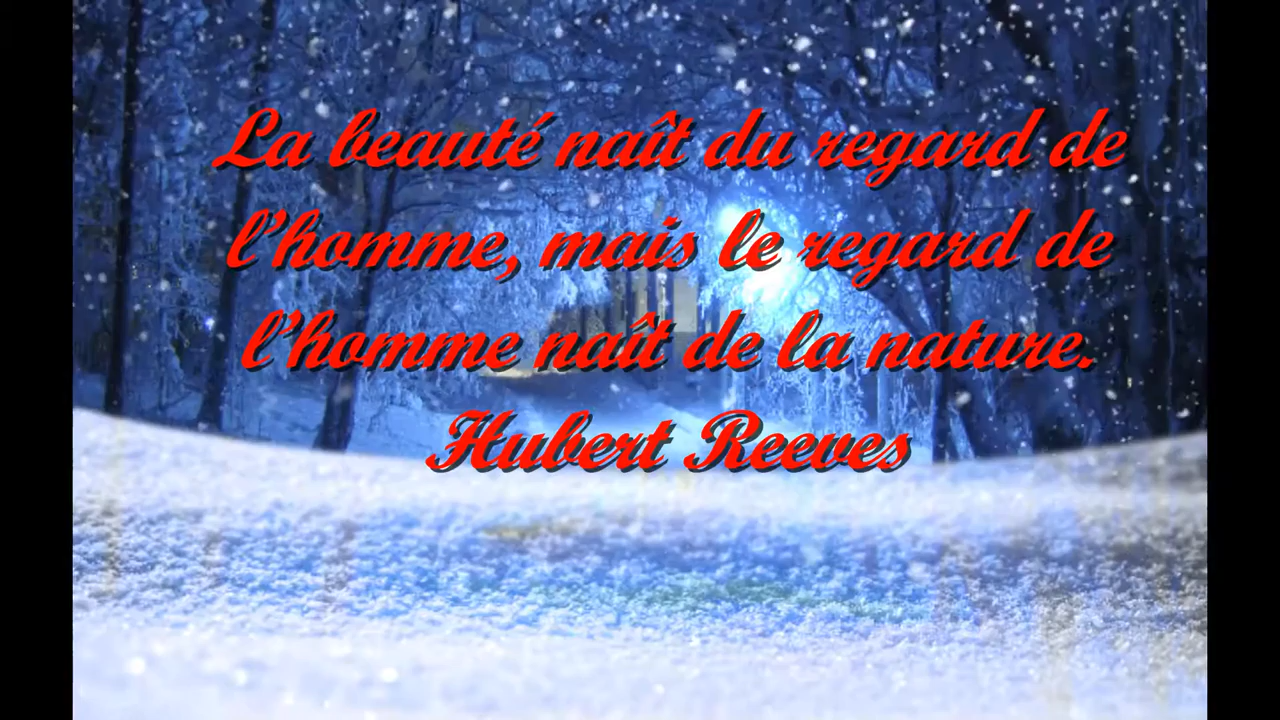 La beauté naît du regard de
l’homme, mais le regard de
l’homme naît de la nature.
Hubert Reeves